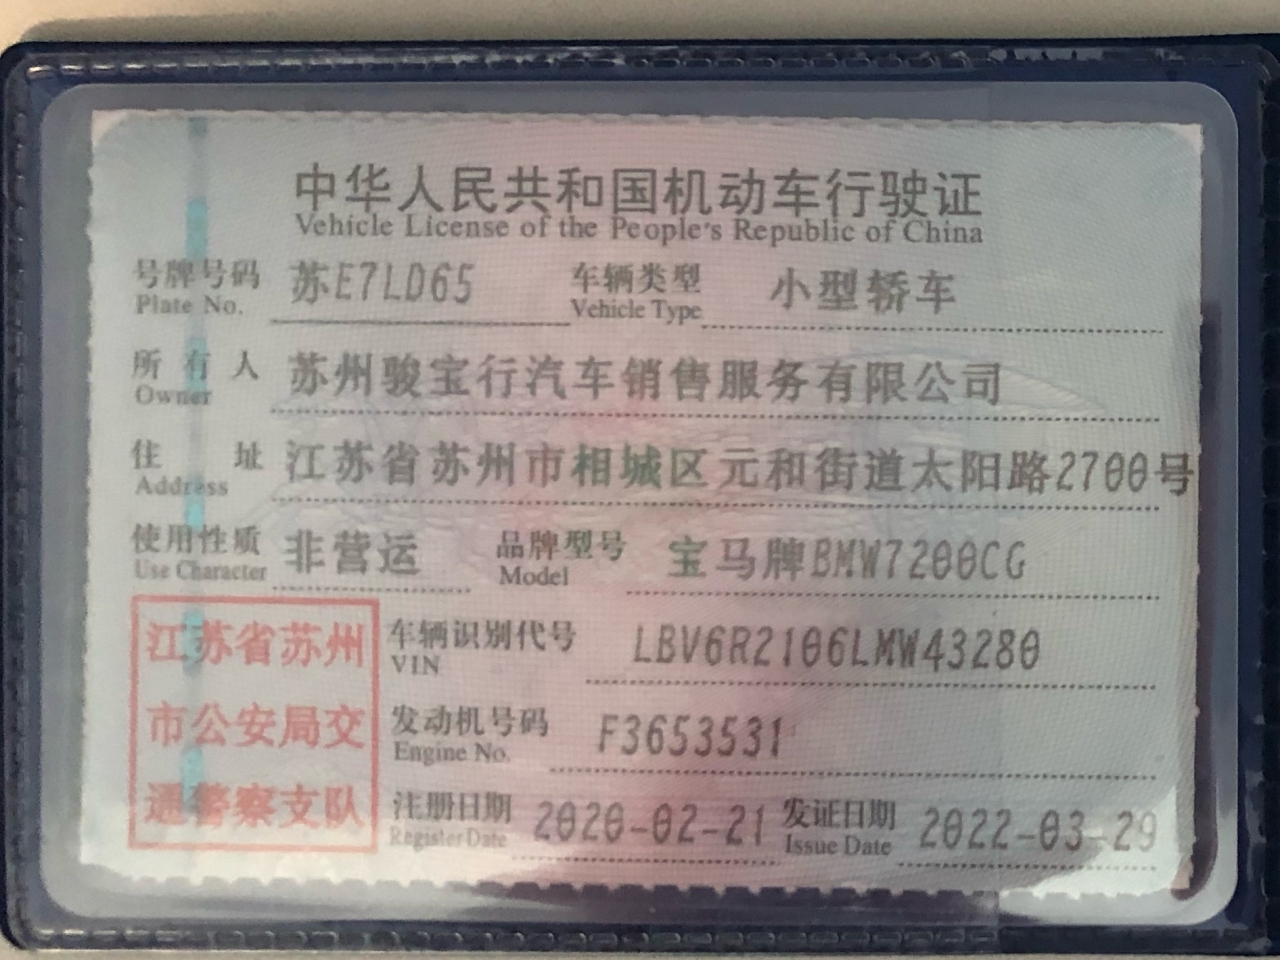 中华人民共和国机动车行驶证
Vehicle License of the People's Republic of China
号牌号码 苏E7LD65 车辆类型 小型轿车
Plate No. Vehicle Type
所有人 苏州骏宝行汽车销售服务有限公司
Owner
住址 江苏省苏州市相城区元和街道太阳路2700号
Address
使用性质 非营运 品牌型号 宝马牌BMW7200CG
Use Character Model
江苏省苏州
市公安局交
通警察支队
车辆识别代号 LBV6R2106LMW43280
VIN
发动机号码 F3653531
Engine No.
注册日期 2020-02-21 发证日期 2022-03-29
Register Date Issue Date